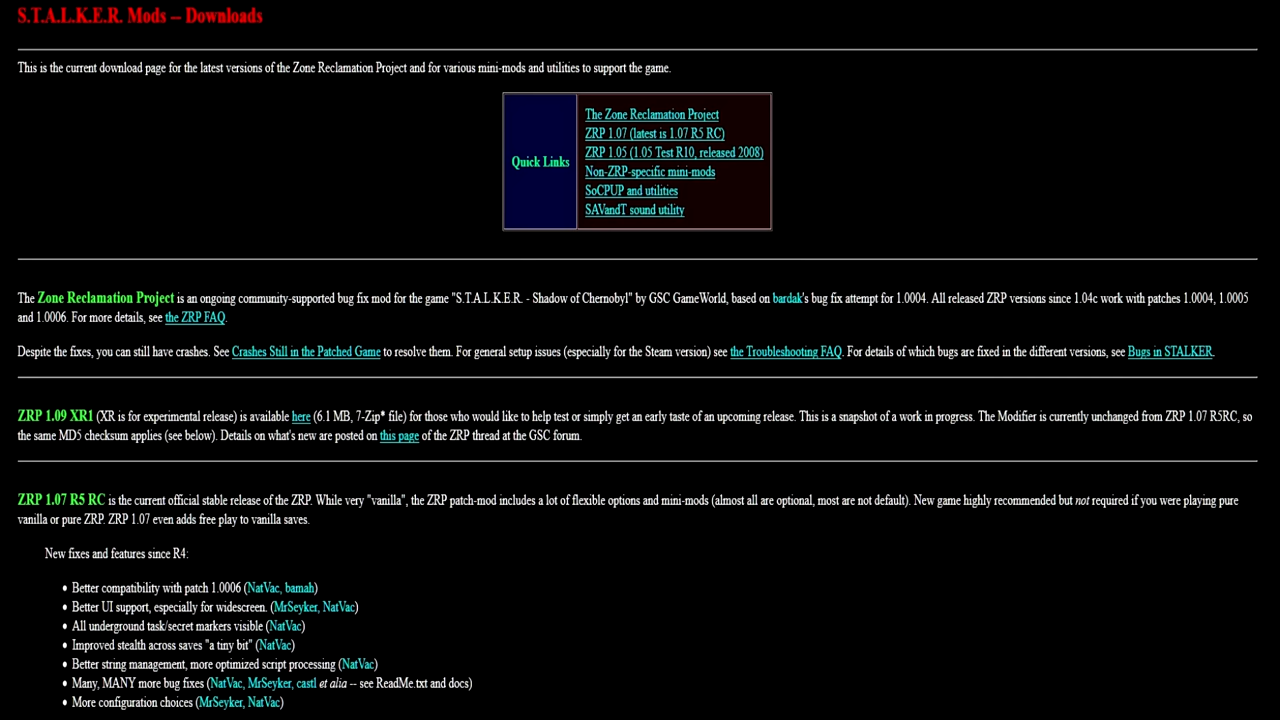 S.T.A.L.K.E.R. Mods -- Downloads
This is the current download page for the latest versions of the Zone Reclamation Project and for various mini-mods and utilities to support the game.
Quick Links
The Zone Reclamation Project
ZRP 1.07 (latest is 1.07 R5 RC)
ZRP 1.05 (1.05 Test R10, released 2008)
Non-ZRP-specific mini-mods
SoCPUP and utilities
SAVandT sound utility
The Zone Reclamation Project is an ongoing community-supported bug fix mod for the game "S.T.A.L.K.E.R. - Shadow of Chernobyl" by GSC GameWorld, based on bardak's bug fix attempt for 1.0004. All released ZRP versions since 1.04c work with patches 1.0004, 1.0005
and 1.0006. For more details, see the ZRP FAQ.
Despite the fixes, you can still have crashes. See Crashes Still in the Patched Game to resolve them. For general setup issues (especially for the Steam version) see the Troubleshooting FAQ. For details of which bugs are fixed in the different versions, see Bugs in STALKER.
ZRP 1.09 XR1 (XR is for experimental release) is available here (6.1 MB, 7-Zip* file) for those who would like to help test or simply get an early taste of an upcoming release. This is a snapshot of a work in progress. The Modifier is currently unchanged from ZRP 1.07 R5RC, so
the same MD5 checksum applies (see below). Details on what's new are posted on this page of the ZRP thread at the GSC forum.
ZRP 1.07 R5 RC is the current official stable release of the ZRP. While very "vanilla", the ZRP patch-mod includes a lot of flexible options and mini-mods (almost all are optional, most are not default). New game highly recommended but not required if you were playing pure
vanilla or pure ZRP. ZRP 1.07 even adds free play to vanilla saves.
New fixes and features since R4:
• Better compatibility with patch 1.0006 (NatVac, bamah)
• Better UI support, especially for widescreen. (MrSeyker, NatVac)
• All underground task/secret markers visible (NatVac)
• Improved stealth across saves "a tiny bit" (NatVac)
• Better string management, more optimized script processing (NatVac)
• Many, MANY more bug fixes (NatVac, MrSeyker, castl et alia -- see ReadMe.txt and docs)
• More configuration choices (MrSeyker, NatVac)